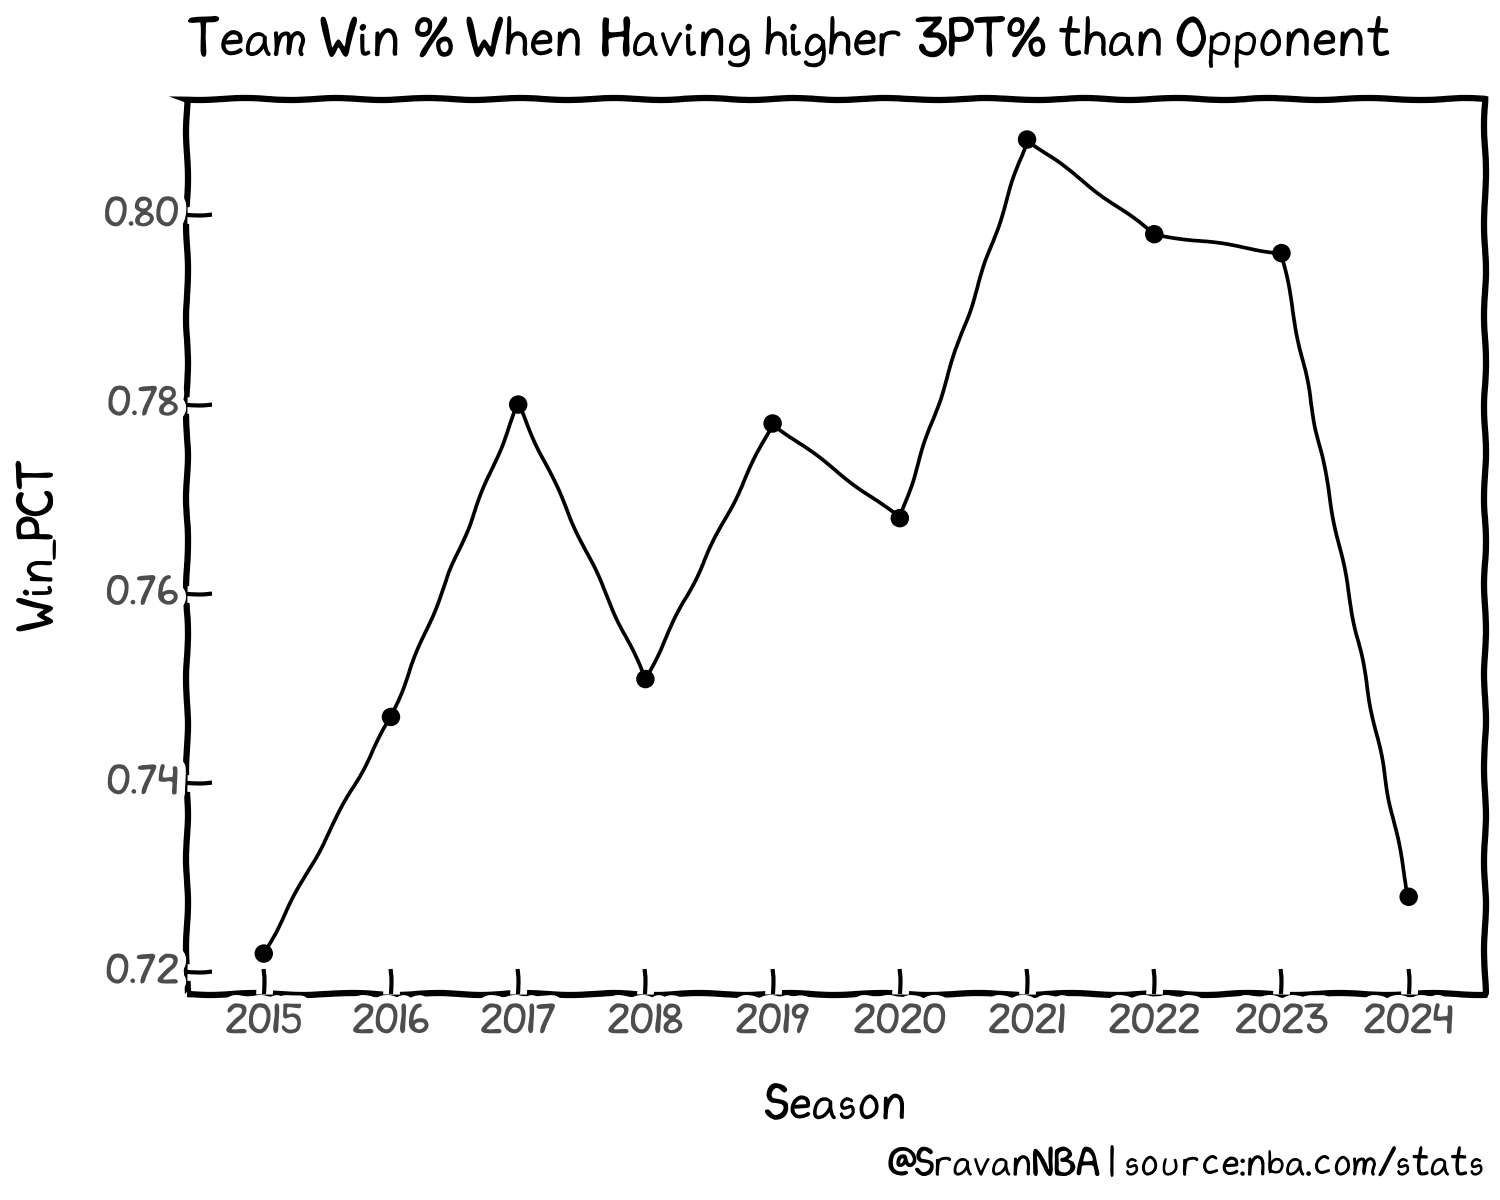 Team Win % When Having higher 3PT% than Opponent
0.80
0.78
0.76
0.74
0.72
Win_PCT
2015 2016 2017 2018 2019 2020 2021 2022 2023 2024
Season
@SravanNBA | source:nba.com/stats